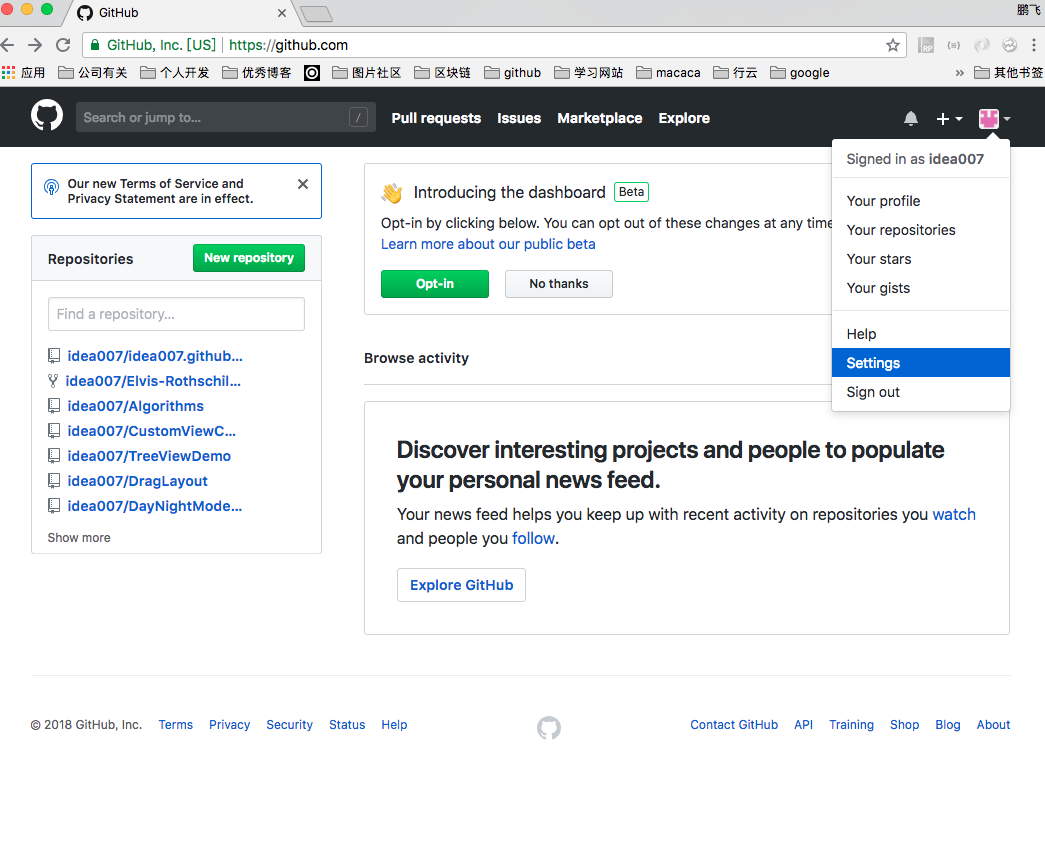 GitHub
鹏飞
GitHub, Inc. [US] | https://github.com
应用 公司有关 个人开发 优秀博客 图片社区 区块链 github 学习网站 macaca 行云 google » 其他书签
Search or jump to... /
Pull requests Issues Marketplace Explore
Signed in as idea007
Your profile
Your repositories
Your stars
Your gists
Help
Settings
Sign out
Our new Terms of Service and
Privacy Statement are in effect.
Repositories
New repository
Find a repository...
idea007/idea007.github...
idea007/Elvis-Rothschil...
idea007/Algorithms
idea007/CustomViewC...
idea007/TreeViewDemo
idea007/DragLayout
idea007/DayNightMode...
Show more
Introducing the dashboard Beta
Opt-in by clicking below. You can opt out of these changes at any time
Learn more about our public beta
Opt-in No thanks
Browse activity
Discover interesting projects and people to populate
your personal news feed.
Your news feed helps you keep up with recent activity on repositories you watch
and people you follow.
Explore GitHub
© 2018 GitHub, Inc. Terms Privacy Security Status Help
Contact GitHub API Training Shop Blog About